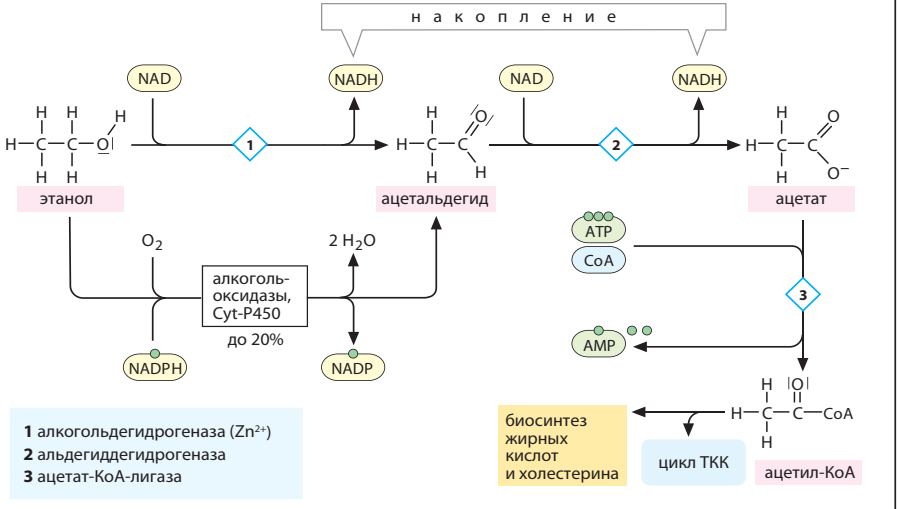 накопление
NAD
NADH
NAD
NADH
H H H
H–C–C–O
H H
1
H
H–C–C
O
H H
2
H
H–C–C
O
O–
H
этанол
ацетальдегид
ацетат
O2
2 H2O
алкоголь-
оксидазы,
Cyt-P450
до 20%
NADPH
NADP
ATP
CoA
3
AMP
H O
H–C–C–CoA
H
ацетил-КоА
биосинтез
жирных
кислот
и холестерина
цикл ТКК
1 алкогольдегидрогеназа (Zn2+)
2 альдегиддегидрогеназа
3 ацетат-КоА-лигаза